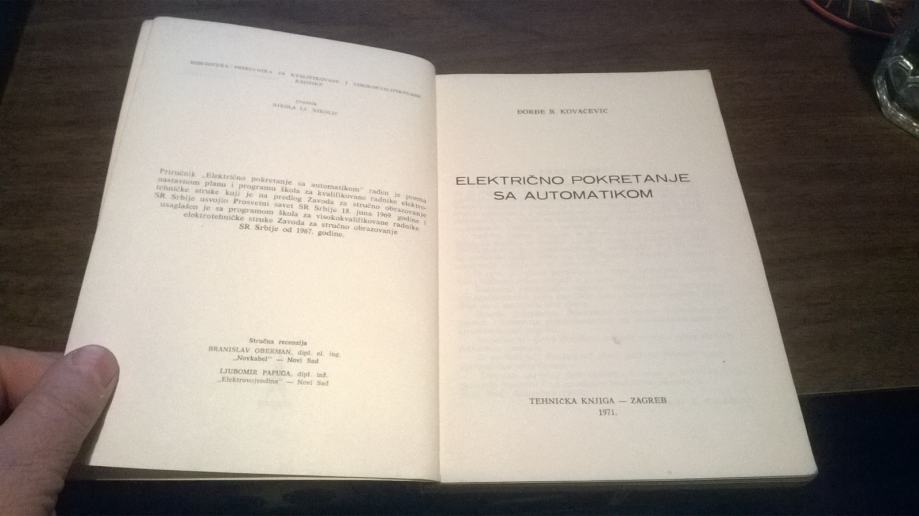 BIBLIOTEKA PRIRUČNIKA ZA KVALIFIKOVANE I VISOKOKVALIFIKOVANE
RADNIKE
Urednik
NIKOLA LJ. NIKOLIĆ
Priručnik „Električno pokretanje sa automatikom" rađen je prema
nastavnom planu i programu škola za kvalifikovane radnike elektro-
tehničke struke koji je na predlog Zavoda za stručno obrazovanje
SR Srbije usvojio Prosvetni savet SR Srbije 18. juna 1969. godine i
usaglašen je sa programom škola za visokokvalifikovane radnike
elektrotehničke struke Zavoda za stručno obrazovanje
SR Srbije od 1967. godine.
Stručna recenzija
BRANISLAV OBERMAN, dipl. el. ing.
„Novkabel" — Novi Sad
LJUBOMIR PAPUGA, dipl. inž.
„Elektrovojvodina" — Novi Sad
ĐORĐE B. KOVAČEVIĆ
ELEKTRIČNO POKRETANJE
SA AUTOMATIKOM
TEHNIČKA KNJIGA — ZAGREB
1971.